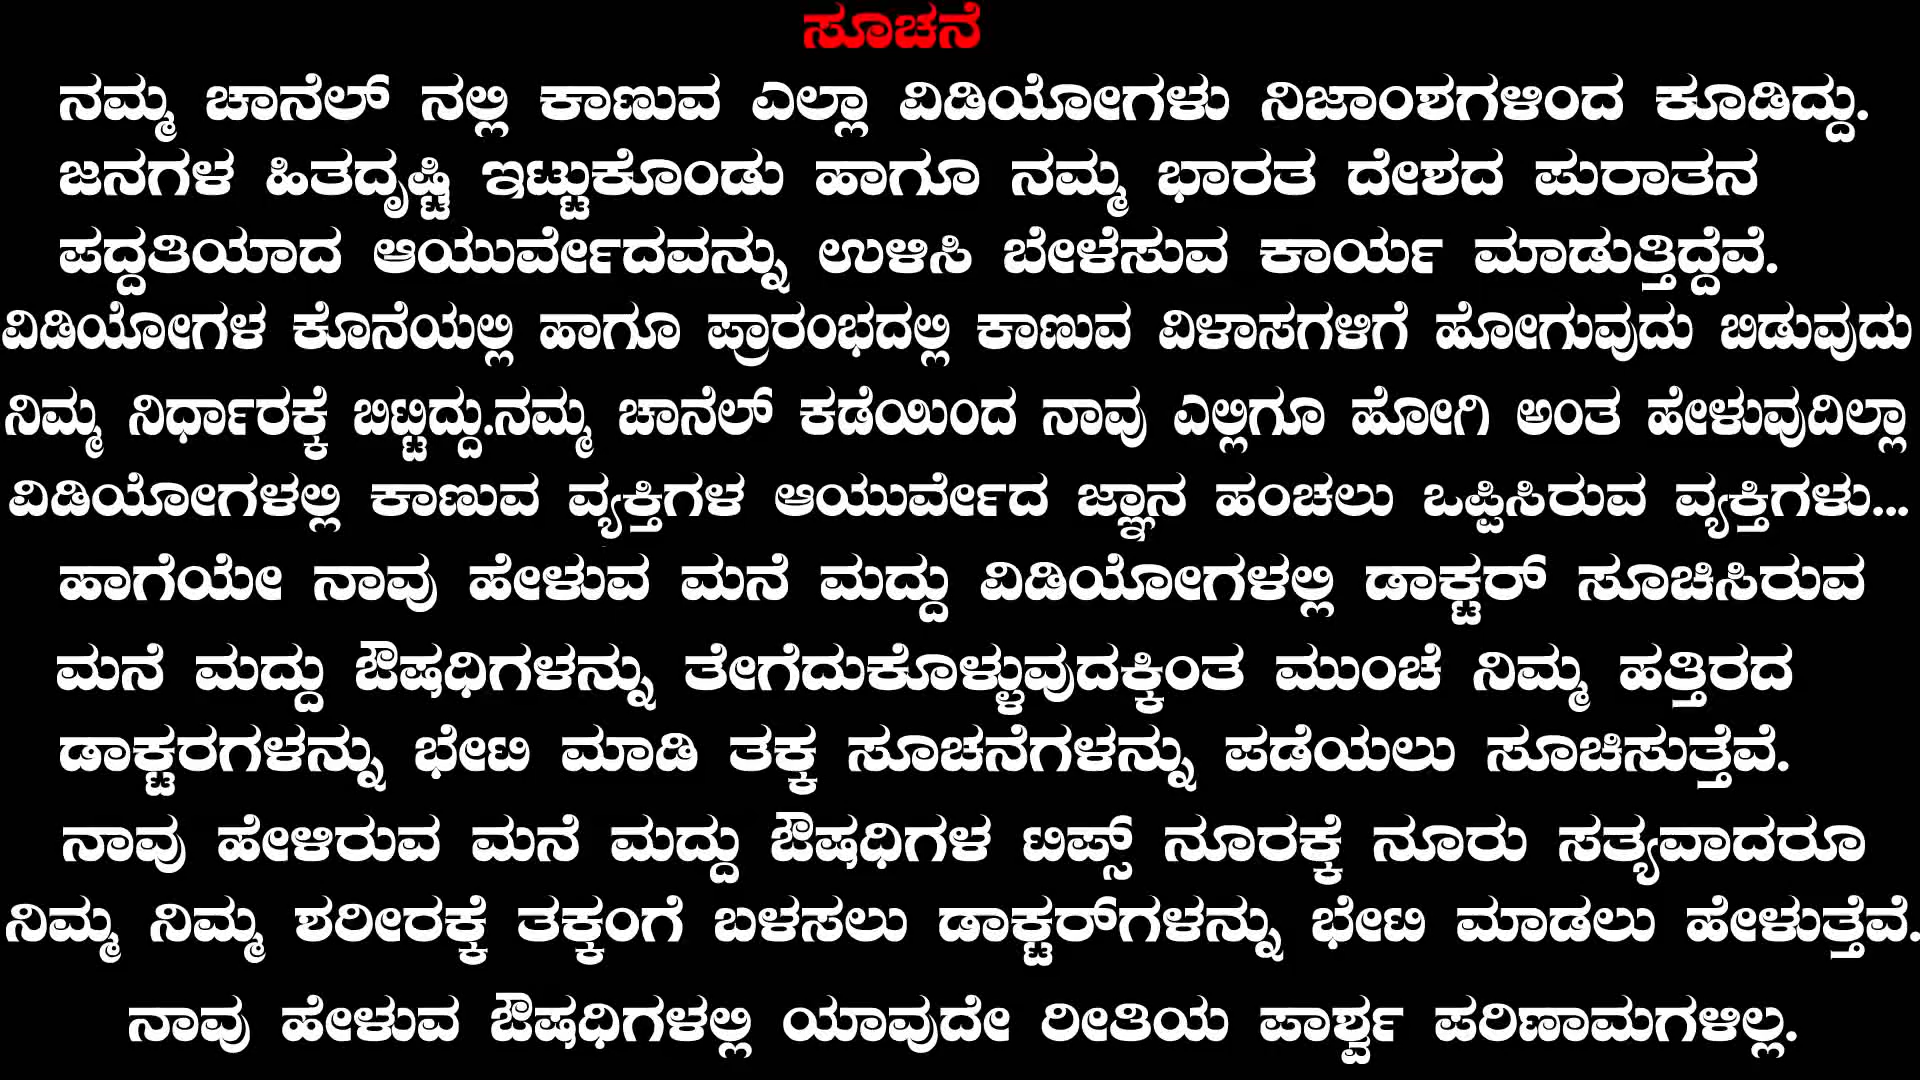 ಸೂಚನೆ
ನಮ್ಮ ಚಾನೆಲ್ ನಲ್ಲಿ ಕಾಣುವ ಎಲ್ಲಾ ವಿಡಿಯೋಗಳು ನಿಜಾಂಶಗಳಿಂದ ಕೂಡಿದ್ದು.
ಜನಗಳ ಹಿತದೃಷ್ಟಿ ಇಟ್ಟುಕೊಂಡು ಹಾಗೂ ನಮ್ಮ ಭಾರತ ದೇಶದ ಪುರಾತನ
ಪದ್ದತಿಯಾದ ಆಯುರ್ವೇದವನ್ನು ಉಳಿಸಿ ಬೇಳೆಸುವ ಕಾರ್ಯ ಮಾಡುತ್ತಿದ್ದೆವೆ.
ವಿಡಿಯೋಗಳ ಕೊನೆಯಲ್ಲಿ ಹಾಗೂ ಪ್ರಾರಂಭದಲ್ಲಿ ಕಾಣುವ ವಿಳಾಸಗಳಿಗೆ ಹೋಗುವುದು ಬಿಡುವುದು
ನಿಮ್ಮ ನಿರ್ಧಾರಕ್ಕೆ ಬಿಟ್ಟಿದ್ದು.ನಮ್ಮ ಚಾನೆಲ್ ಕಡೆಯಿಂದ ನಾವು ಎಲ್ಲಿಗೂ ಹೋಗಿ ಅಂತ ಹೇಳುವುದಿಲ್ಲಾ
ವಿಡಿಯೋಗಳಲ್ಲಿ ಕಾಣುವ ವ್ಯಕ್ತಿಗಳ ಆಯುರ್ವೇದ ಜ್ಞಾನ ಹಂಚಲು ಒಪ್ಪಿಸಿರುವ ವ್ಯಕ್ತಿಗಳು...
ಹಾಗೆಯೇ ನಾವು ಹೇಳುವ ಮನೆ ಮದ್ದು ವಿಡಿಯೋಗಳಲ್ಲಿ ಡಾಕ್ಟರ್ ಸೂಚಿಸಿರುವ
ಮನೆ ಮದ್ದು ಔಷಧಿಗಳನ್ನು ತೇಗೆದುಕೊಳ್ಳುವುದಕ್ಕಿಂತ ಮುಂಚೆ ನಿಮ್ಮ ಹತ್ತಿರದ
ಡಾಕ್ಟರಗಳನ್ನು ಭೇಟಿ ಮಾಡಿ ತಕ್ಕ ಸೂಚನೆಗಳನ್ನು ಪಡೆಯಲು ಸೂಚಿಸುತ್ತೆವೆ.
ನಾವು ಹೇಳಿರುವ ಮನೆ ಮದ್ದು ಔಷಧಿಗಳ ಟಿಪ್ಸ್ ನೂರಕ್ಕೆ ನೂರು ಸತ್ಯವಾದರೂ
ನಿಮ್ಮ ನಿಮ್ಮ ಶರೀರಕ್ಕೆ ತಕ್ಕಂಗೆ ಬಳಸಲು ಡಾಕ್ಟರ್‌ಗಳನ್ನು ಭೇಟಿ ಮಾಡಲು ಹೇಳುತ್ತೆವೆ.
ನಾವು ಹೇಳುವ ಔಷಧಿಗಳಲ್ಲಿ ಯಾವುದೇ ರೀತಿಯ ಪಾರ್ಶ್ವ ಪರಿಣಾಮಗಳಿಲ್ಲ.